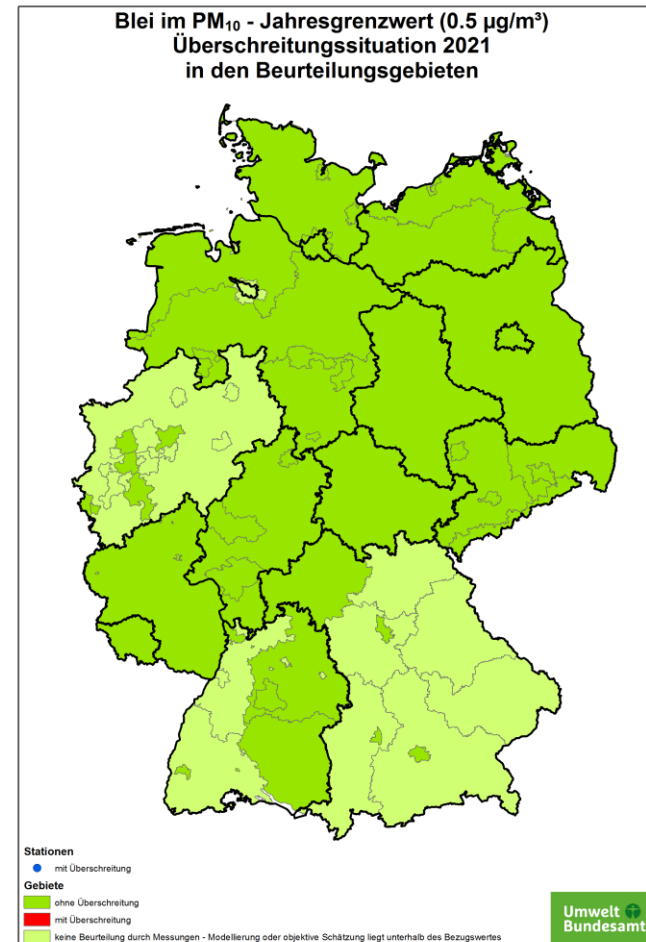 Blei im PM₁₀ - Jahresgrenzwert (0.5 µg/m³)
Überschreitungssituation 2021
in den Beurteilungsgebieten
Stationen
mit Überschreitung
Gebiete
ohne Überschreitung
mit Überschreitung
keine Beurteilung durch Messungen - Modellierung oder objektive Schätzung liegt unterhalb des Bezugswertes
Umwelt
Bundesamt